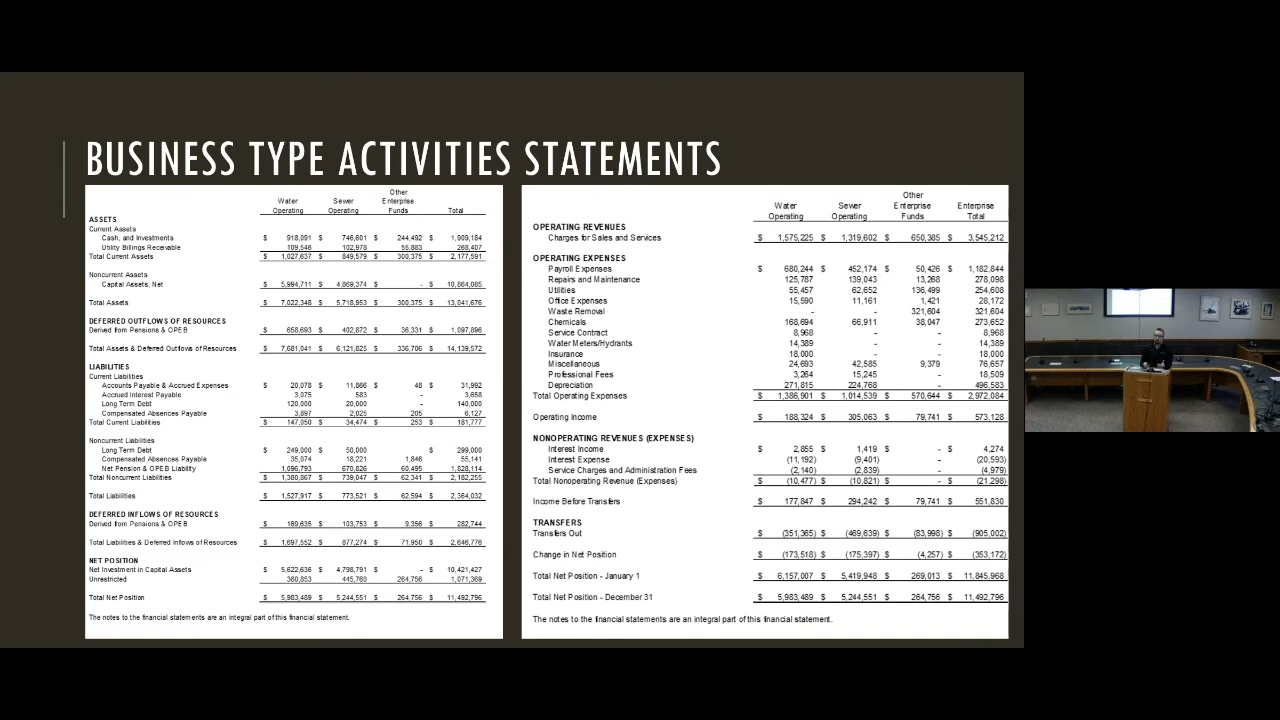 BUSINESS TYPE ACTIVITIES STATEMENTS
Water Operating Sewer Operating Other Enterprise Funds Total
ASSETS
Current Assets
Cash, and Investments $ 918,091 $ 746,601 $ 244,492 $ 1,909,184
Utility Billings Receivable 109,546 102,978 55,883 268,407
Total Current Assets $ 1,027,637 $ 849,579 $ 300,375 $ 2,177,591
Noncurrent Assets
Capital Assets, Net $ 5,994,711 $ 4,869,374 $ - $ 10,864,085
Total Assets $ 7,022,348 $ 5,718,953 $ 300,375 $ 13,041,676
DEFERRED OUTFLOWS OF RESOURCES
Derived from Pensions & OPEB $ 658,693 $ 402,872 $ 36,331 $ 1,097,896
Total Assets & Deferred Outflows of Resources $ 7,681,041 $ 6,121,825 $ 336,706 $ 14,139,572
LIABILITIES
Current Liabilities
Accounts Payable & Accrued Expenses $ 20,078 $ 11,866 $ 48 $ 31,992
Accrued Interest Payable 3,075 583 - 3,658
Long Term Debt 120,000 20,000 - 140,000
Compensated Absences Payable 3,897 2,025 205 6,127
Total Current Liabilities $ 147,050 $ 34,474 $ 253 $ 181,777
Noncurrent Liabilities
Long Term Debt $ 249,000 $ 50,000 $ 299,000
Compensated Absences Payable 35,074 18,221 1,846 55,141
Net Pension & OPEB Liability 1,096,793 670,826 60,495 1,828,114
Total Noncurrent Liabilities $ 1,380,867 $ 739,047 $ 62,341 $ 2,182,255
Total Liabilities $ 1,527,917 $ 773,521 $ 62,594 $ 2,364,032
DEFERRED INFLOWS OF RESOURCES
Derived from Pensions & OPEB $ 169,635 $ 103,753 $ 9,356 $ 282,744
Total Liabilities & Deferred Inflows of Resources $ 1,697,552 $ 877,274 $ 71,950 $ 2,646,776
NET POSITION
Net Investment in Capital Assets $ 5,622,636 $ 4,798,791 $ - $ 10,421,427
Unrestricted 360,853 445,760 264,756 1,071,369
Total Net Position $ 5,983,489 $ 5,244,551 $ 264,756 $ 11,492,796
The notes to the financial statements are an integral part of this financial statement.
Water Operating Sewer Operating Other Enterprise Funds Enterprise Total
OPERATING REVENUES
Charges for Sales and Services $ 1,575,225 $ 1,319,602 $ 650,385 $ 3,545,212
OPERATING EXPENSES
Payroll Expenses $ 680,244 $ 452,174 $ 50,426 $ 1,182,844
Repairs and Maintenance 125,787 139,043 13,268 278,098
Utilities 55,457 62,652 136,499 254,608
Office Expenses 15,590 11,161 1,421 28,172
Waste Removal - - 321,604 321,604
Chemicals 168,694 66,911 38,047 273,652
Service Contract 8,968 - - 8,968
Water Meters/Hydrants 14,389 - - 14,389
Insurance 18,000 - - 18,000
Miscellaneous 24,693 42,585 9,379 76,657
Professional Fees 3,264 15,245 - 18,509
Depreciation 271,815 224,768 - 496,583
Total Operating Expenses $ 1,386,901 $ 1,014,539 $ 570,644 $ 2,972,084
Operating Income $ 188,324 $ 305,063 $ 79,741 $ 573,128
NONOPERATING REVENUES (EXPENSES)
Interest Income $ 2,855 $ 1,419 $ - $ 4,274
Interest Expense (11,192) (9,401) - (20,593)
Service Charges and Administration Fees (2,140) (2,839) - (4,979)
Total Nonoperating Revenue (Expenses) $ (10,477) $ (10,821) $ - $ (21,298)
Income Before Transfers $ 177,847 $ 294,242 $ 79,741 $ 551,830
TRANSFERS
Transfers Out $ (351,365) $ (469,639) $ (83,998) $ (905,002)
Change in Net Position $ (173,518) $ (175,397) $ (4,257) $ (353,172)
Total Net Position - January 1 $ 6,157,007 $ 5,419,948 $ 269,013 $ 11,845,968
Total Net Position - December 31 $ 5,983,489 $ 5,244,551 $ 264,756 $ 11,492,796
The notes to the financial statements are an integral part of this financial statement.